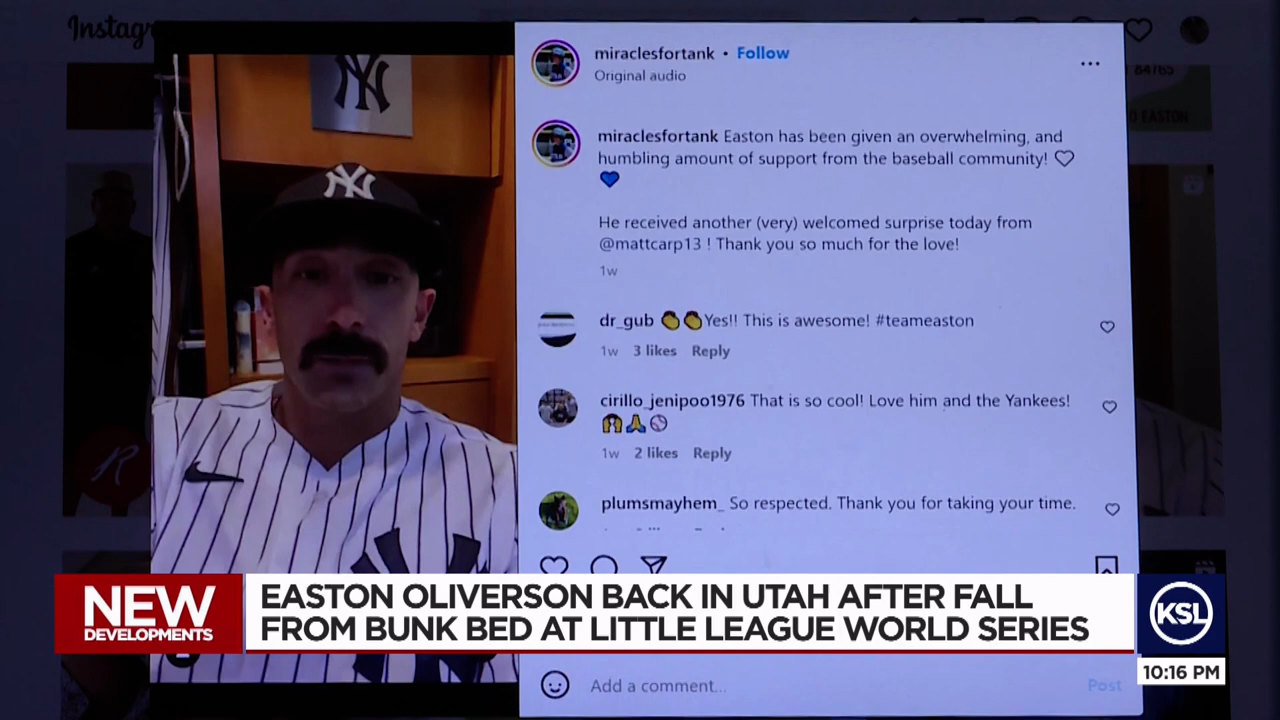 Instagr
miraclesfortank • Follow
Original audio
84765
O EASTON
miraclesfortank Easton has been given an overwhelming, and
humbling amount of support from the baseball community! 🤍
💙
He received another (very) welcomed surprise today from
@mattcarp13 ! Thank you so much for the love!
1w
dr_gub 👏👏Yes!! This is awesome! #teameaston
1w 3 likes Reply
cirillo_jenipoo1976 That is so cool! Love him and the Yankees!
🙌🙏⚾
1w 2 likes Reply
plumsmayhem_ So respected. Thank you for taking your time.
NY
NY
NY
R
NEW
DEVELOPMENTS
EASTON OLIVERSON BACK IN UTAH AFTER FALL
FROM BUNK BED AT LITTLE LEAGUE WORLD SERIES
KSL
10:16 PM
Add a comment...
Post